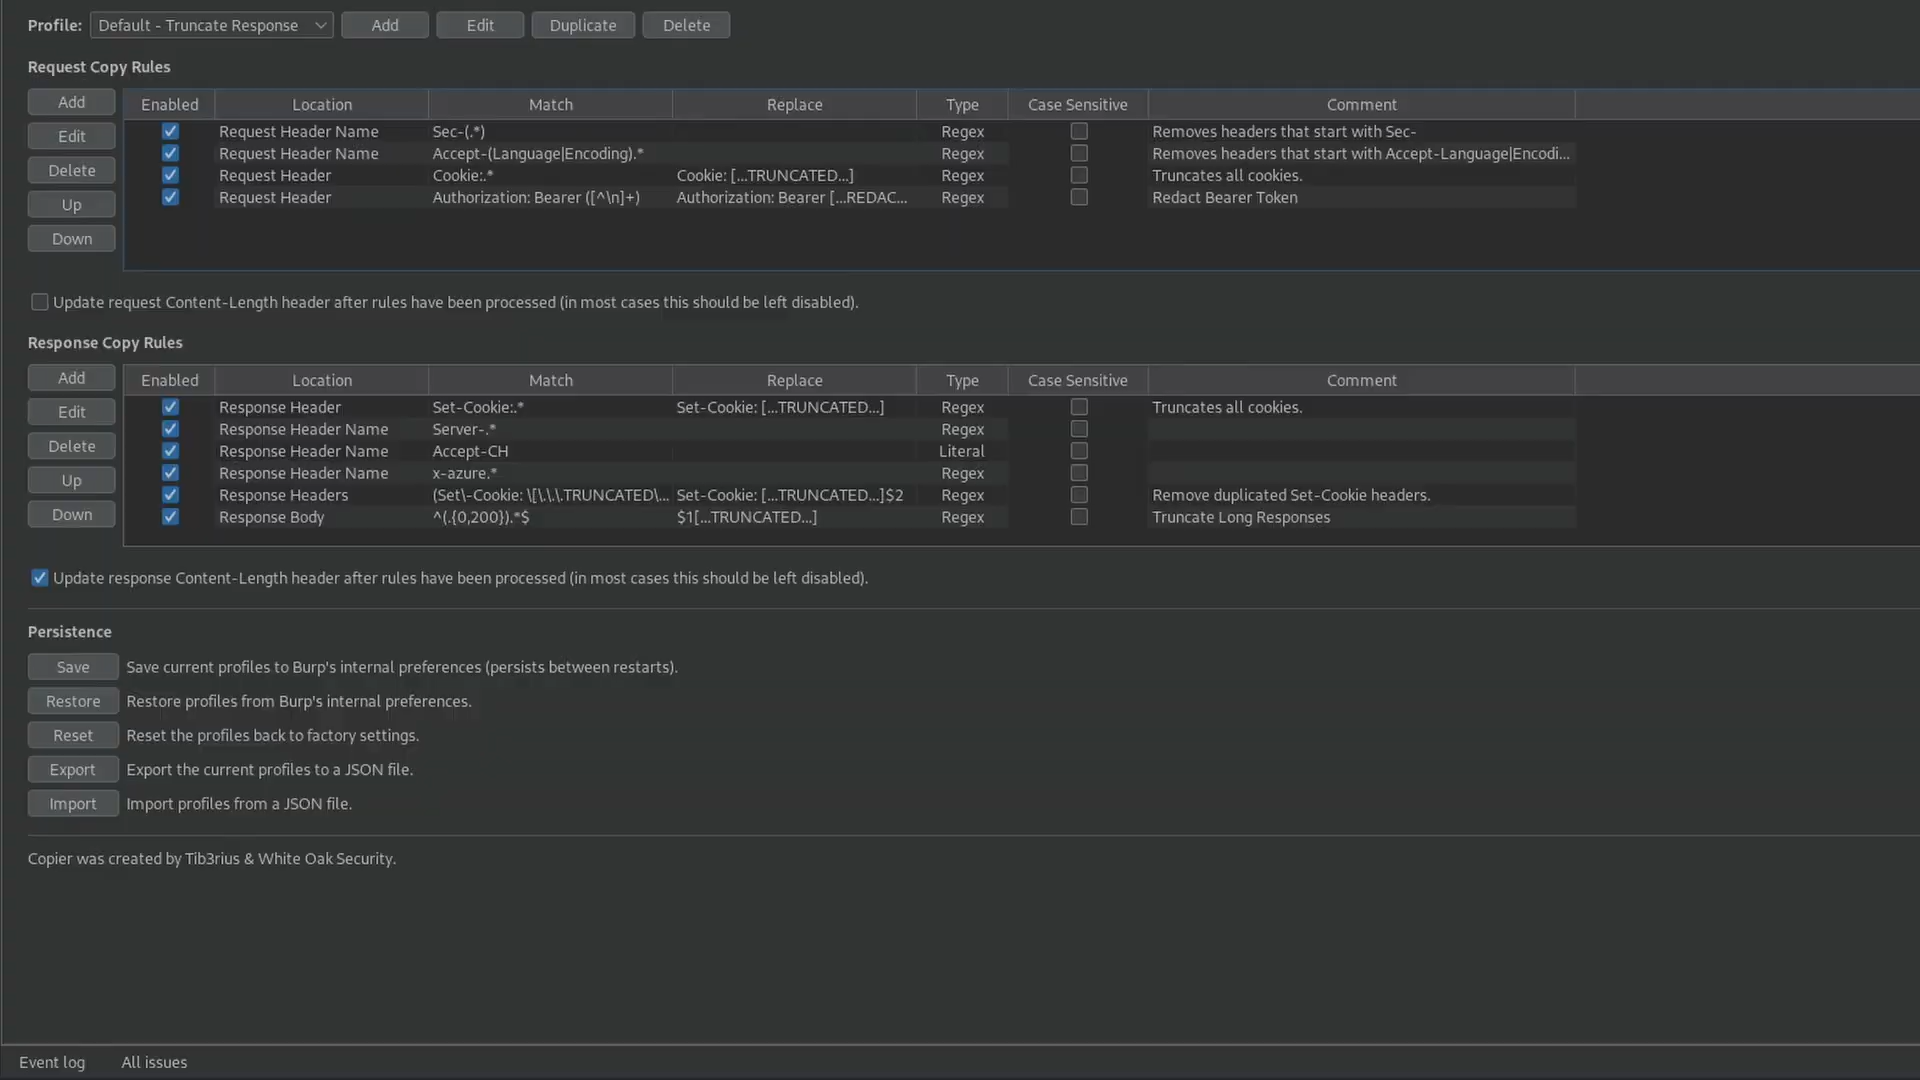 Profile: Default - Truncate Response Add Edit Duplicate Delete
Request Copy Rules
Add
Edit
Delete
Up
Down
Enabled Location Match Replace Type Case Sensitive Comment
Request Header Name Sec-(.*) Regex Removes headers that start with Sec-
Request Header Name Accept-(Language|Encoding).* Regex Removes headers that start with Accept-Language|Encodi...
Request Header Cookie:.* Cookie: [...TRUNCATED...] Regex Truncates all cookies.
Request Header Authorization: Bearer ([^\n]+) Authorization: Bearer [...REDAC... Regex Redact Bearer Token
Update request Content-Length header after rules have been processed (in most cases this should be left disabled).
Response Copy Rules
Add
Edit
Delete
Up
Down
Enabled Location Match Replace Type Case Sensitive Comment
Response Header Set-Cookie:.* Set-Cookie: [...TRUNCATED...] Regex Truncates all cookies.
Response Header Name Server-.* Regex
Response Header Name Accept-CH Literal
Response Header Name x-azure.* Regex
Response Headers (Set\-Cookie: \[\.\.\.TRUNCATED\... Set-Cookie: [...TRUNCATED...]$2 Regex Remove duplicated Set-Cookie headers.
Response Body ^(.{0,200}).*$ $1[...TRUNCATED...] Regex Truncate Long Responses
Update response Content-Length header after rules have been processed (in most cases this should be left disabled).
Persistence
Save Save current profiles to Burp's internal preferences (persists between restarts).
Restore Restore profiles from Burp's internal preferences.
Reset Reset the profiles back to factory settings.
Export Export the current profiles to a JSON file.
Import Import profiles from a JSON file.
Copier was created by Tib3rius & White Oak Security.
Event log All issues